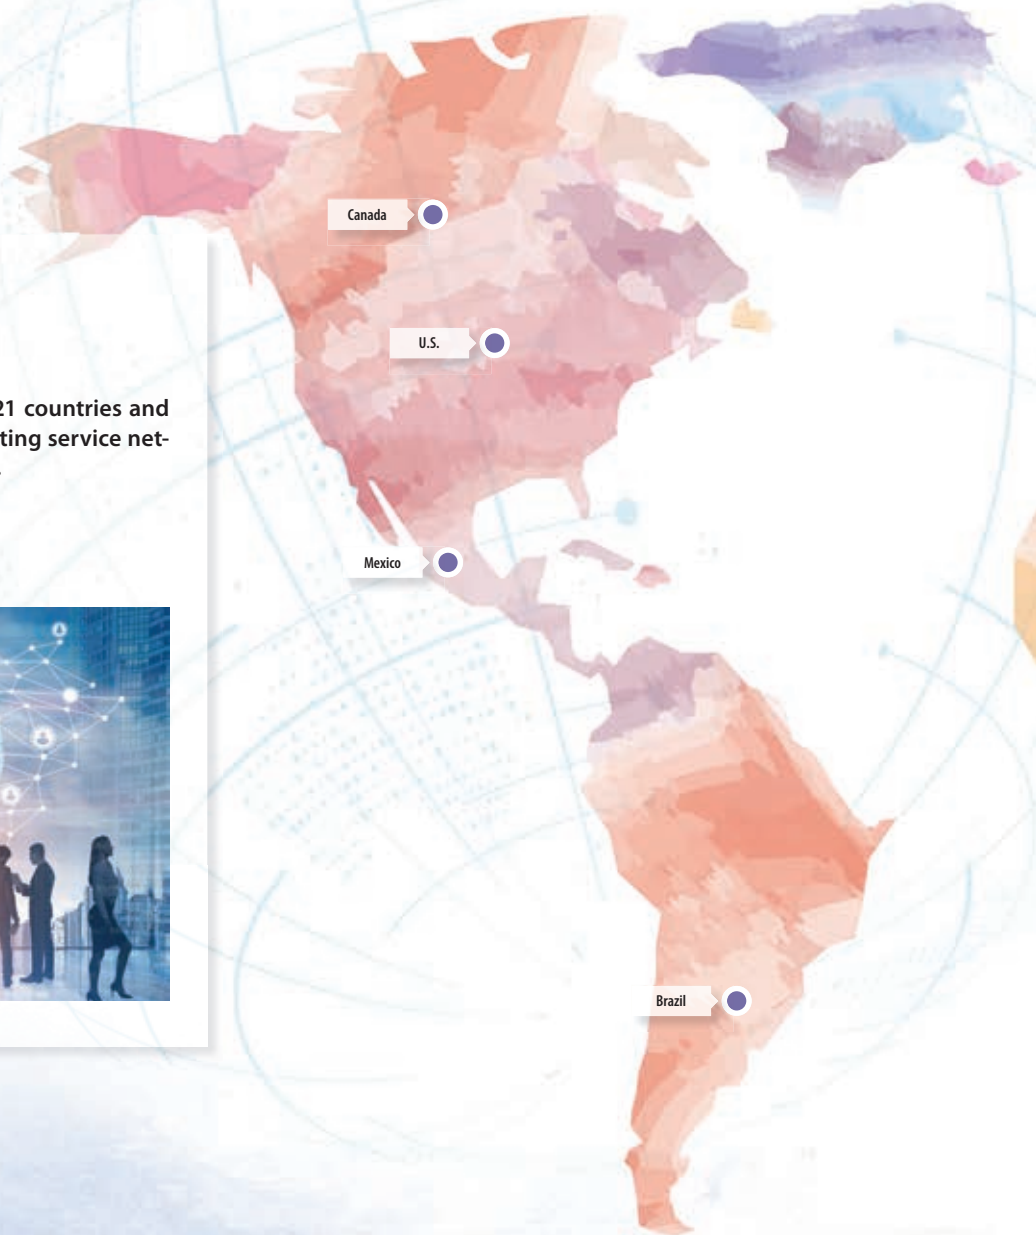 21 countries and
ting service net-
Canada
U.S.
Mexico
Brazil